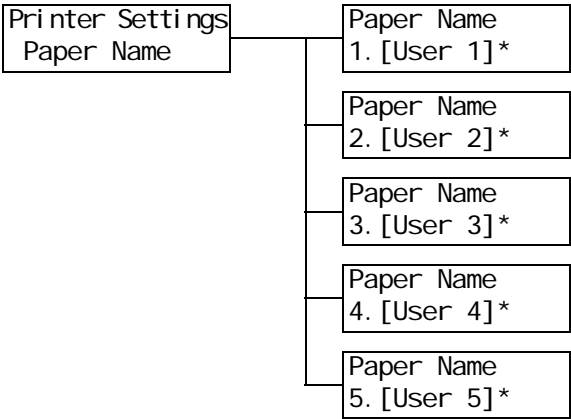 Printer Settings
Paper Name
Paper Name
1.[User 1]*
Paper Name
2.[User 2]*
Paper Name
3.[User 3]*
Paper Name
4.[User 4]*
Paper Name
5.[User 5]*